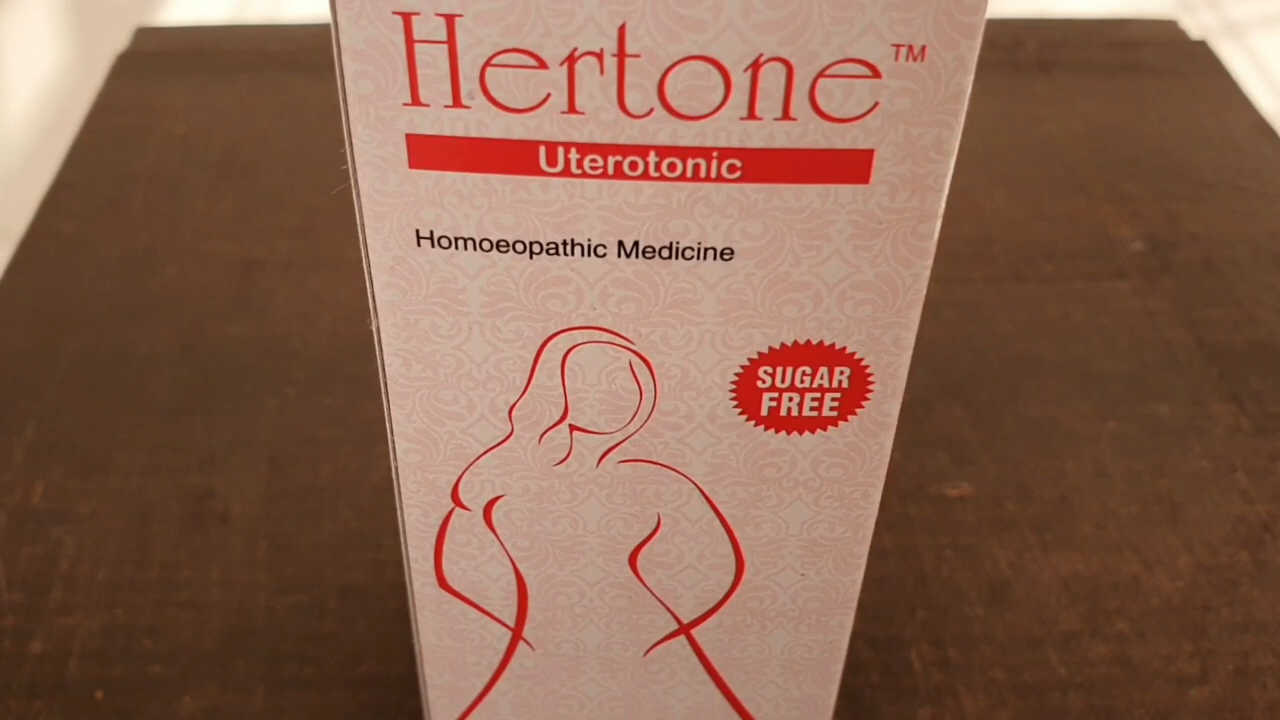 Hertone™
Uterotonic
Homoeopathic Medicine
SUGAR
FREE